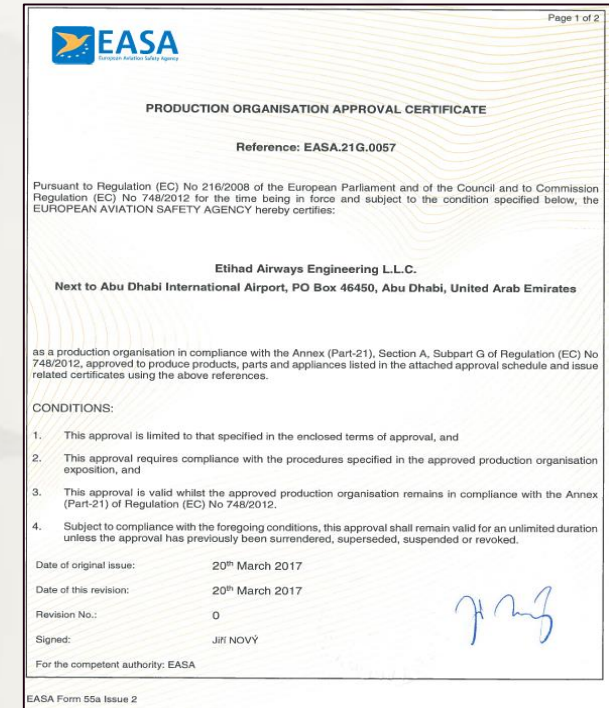 Page 1 of 2
EASA
European Aviation Safety Agency
PRODUCTION ORGANISATION APPROVAL CERTIFICATE
Reference: EASA.21G.0057
Pursuant to Regulation (EC) No 216/2008 of the European Parliament and of the Council and to Commission
Regulation (EC) No 748/2012 for the time being in force and subject to the condition specified below, the
EUROPEAN AVIATION SAFETY AGENCY hereby certifies:
Etihad Airways Engineering L.L.C.
Next to Abu Dhabi International Airport, PO Box 46450, Abu Dhabi, United Arab Emirates
as a production organisation in compliance with the Annex (Part-21), Section A, Subpart G of Regulation (EC) No
748/2012, approved to produce products, parts and appliances listed in the attached approval schedule and issue
related certificates using the above references.
CONDITIONS:
1. This approval is limited to that specified in the enclosed terms of approval, and
2. This approval requires compliance with the procedures specified in the approved production organisation
exposition, and
3. This approval is valid whilst the approved production organisation remains in compliance with the Annex
(Part-21) of Regulation (EC) No 748/2012.
4. Subject to compliance with the foregoing conditions, this approval shall remain valid for an unlimited duration
unless the approval has previously been surrendered, superseded, suspended or revoked.
Date of original issue: 20th March 2017
Date of this revision: 20th March 2017
Revision No.: 0
Signed: Jiří NOVÝ
For the competent authority: EASA
EASA Form 55a Issue 2